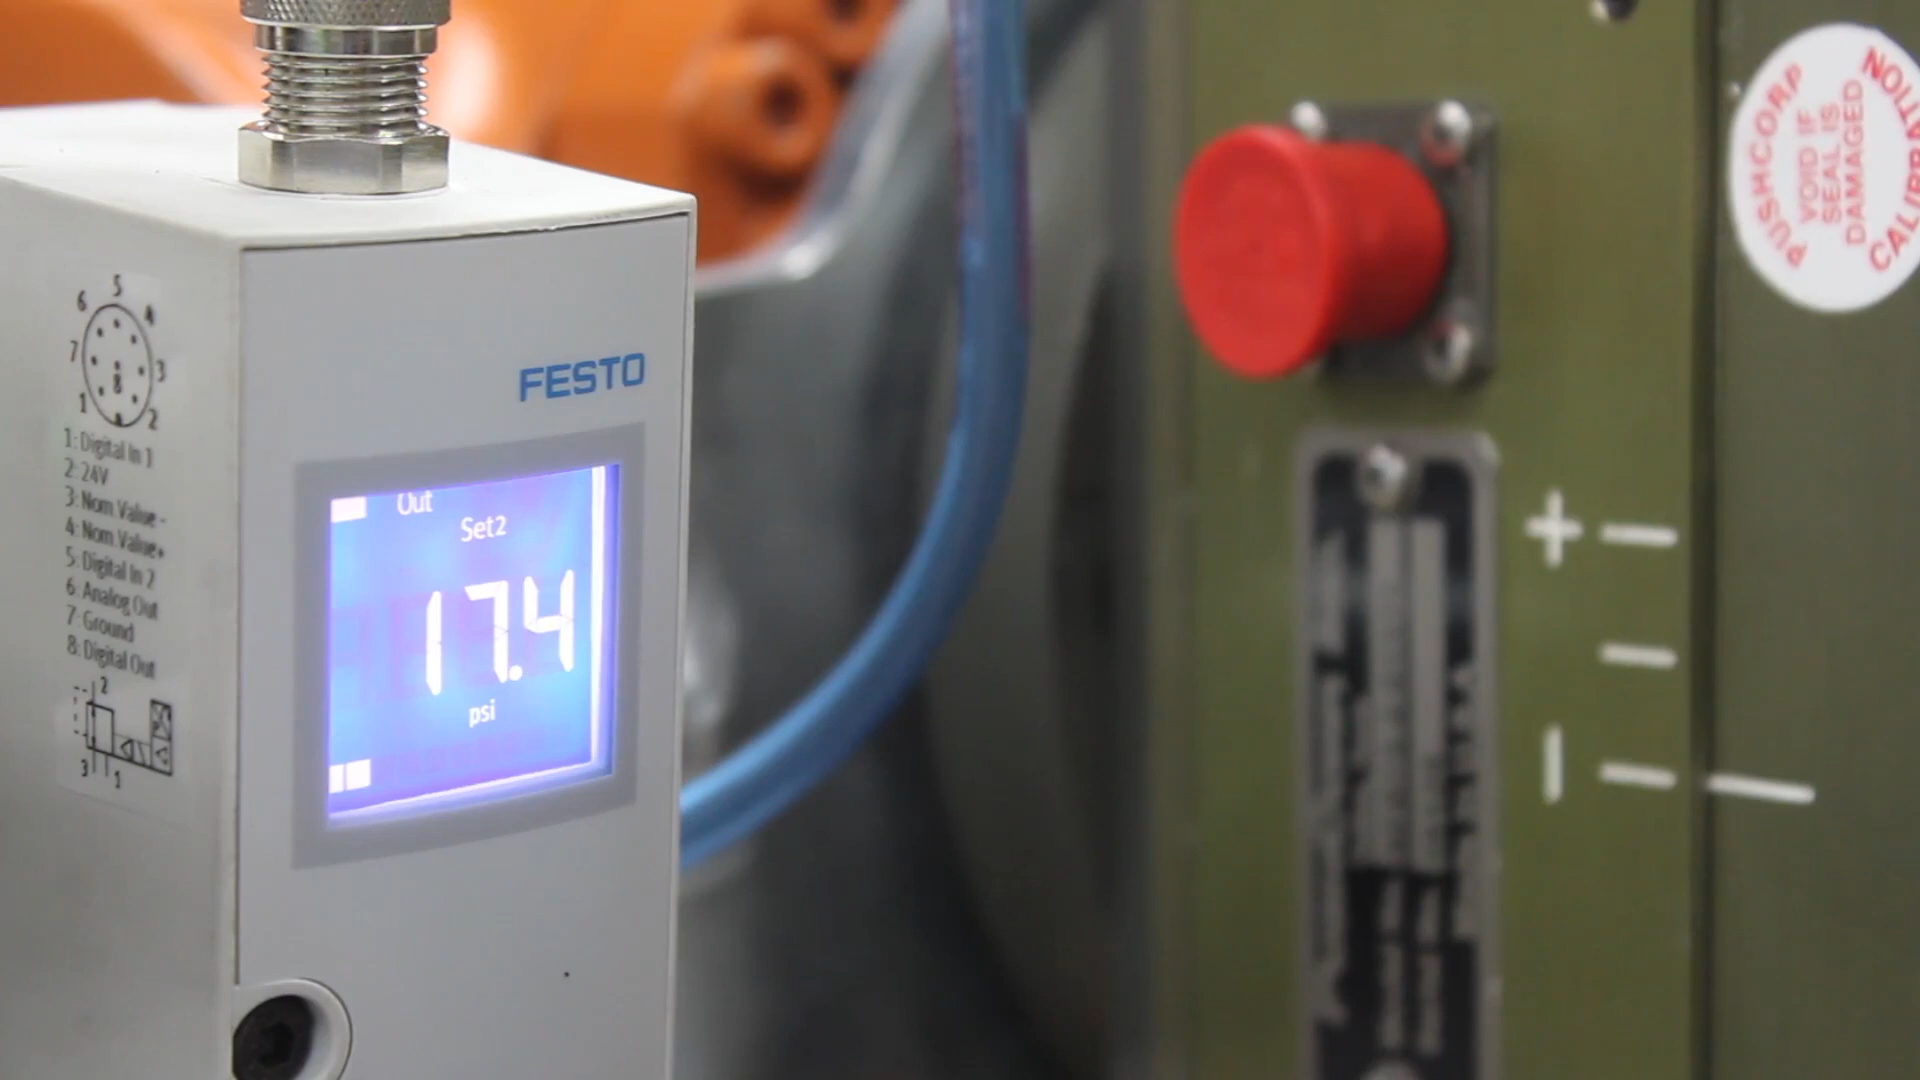 5
6
4
7
3
8
1
2
1: Digital In 1
2: 24V
3: Nom. Value -
4: Nom. Value+
5: Digital In 2
6: Analog Out
7: Ground
8: Digital Out
2
3
1
FESTO
Out
Set2
17.4
psi
+
PUSHCORP
VOID IF
SEAL IS
DAMAGED
CALIBRATION